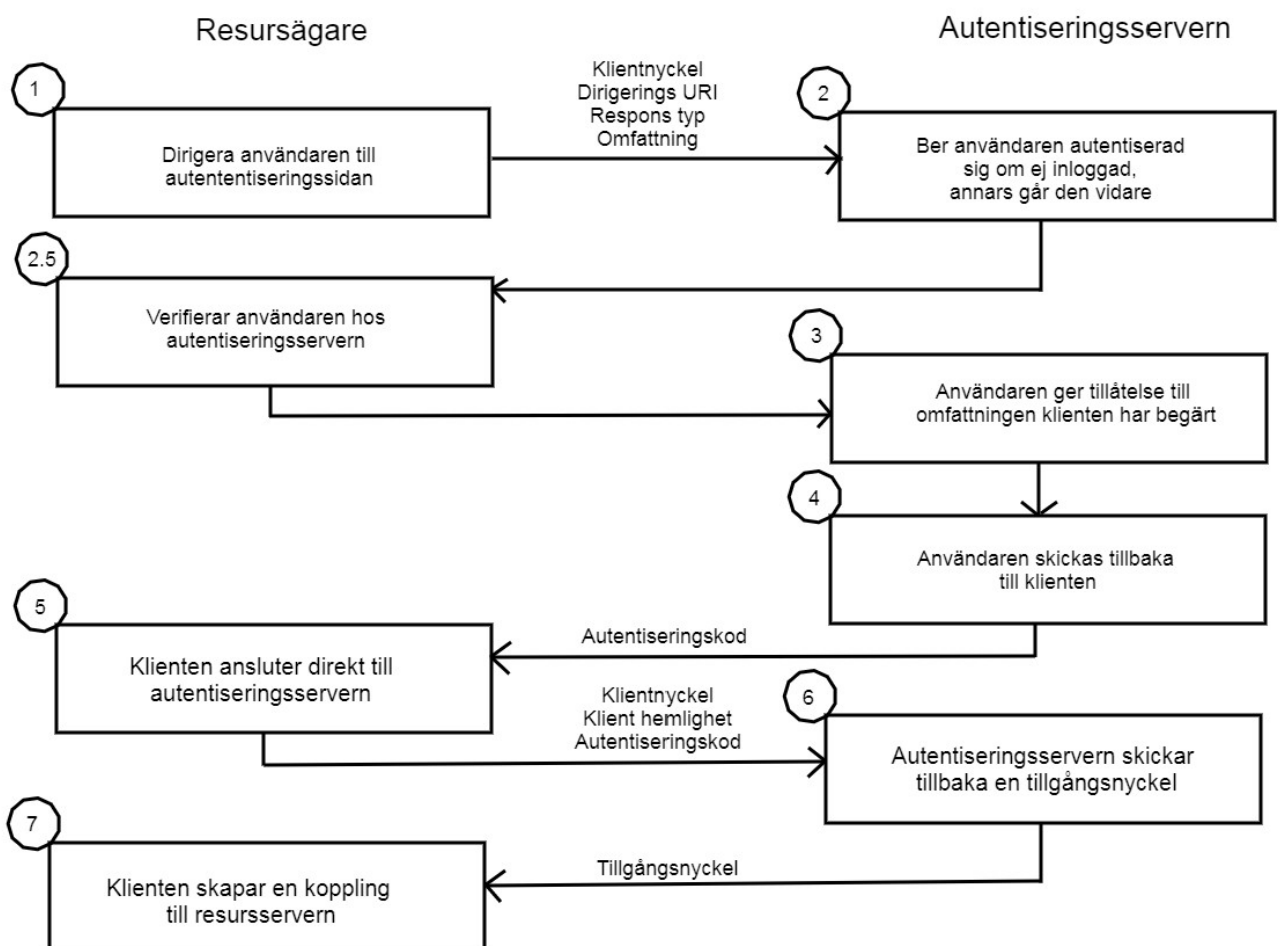 Resursägare
Autentiseringsservern
1
Dirigera användaren till
autententiseringssidan
Klientnyckel
Dirigerings URI
Respons typ
Omfattning
2
Ber användaren autentiserad
sig om ej inloggad,
annars går den vidare
2.5
Verifierar användaren hos
autentiseringsservern
3
Användaren ger tillåtelse till
omfattningen klienten har begärt
4
Användaren skickas tillbaka
till klienten
Autentiseringskod
5
Klienten ansluter direkt till
autentiseringsservern
Klientnyckel
Klient hemlighet
Autentiseringskod
6
Autentiseringsservern skickar
tillbaka en tillgångsnyckel
Tillgångsnyckel
7
Klienten skapar en koppling
till resursservern